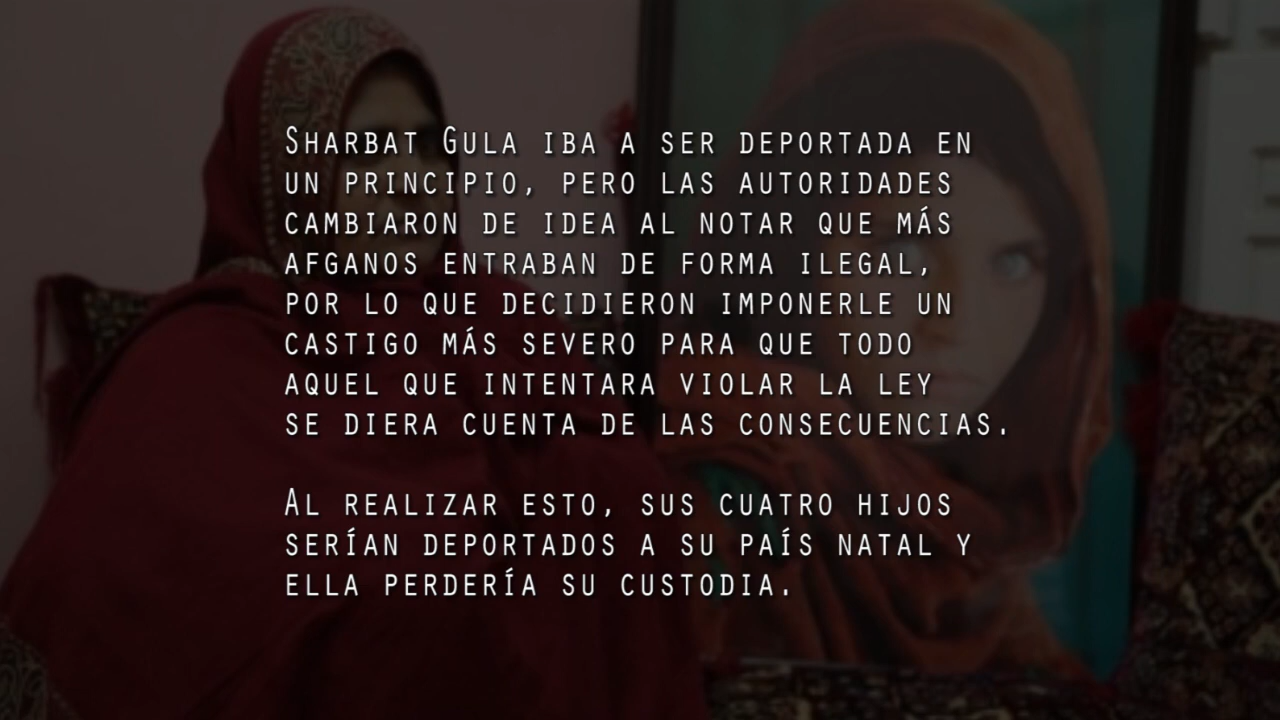 SHARBAT GULA IBA A SER DEPORTADA EN
UN PRINCIPIO, PERO LAS AUTORIDADES
CAMBIARON DE IDEA AL NOTAR QUE MÁS
AFGANOS ENTRABAN DE FORMA ILEGAL,
POR LO QUE DECIDIERON IMPONERLE UN
CASTIGO MÁS SEVERO PARA QUE TODO
AQUEL QUE INTENTARA VIOLAR LA LEY
SE DIERA CUENTA DE LAS CONSECUENCIAS.
AL REALIZAR ESTO, SUS CUATRO HIJOS
SERÍAN DEPORTADOS A SU PAÍS NATAL Y
ELLA PERDERÍA SU CUSTODIA.